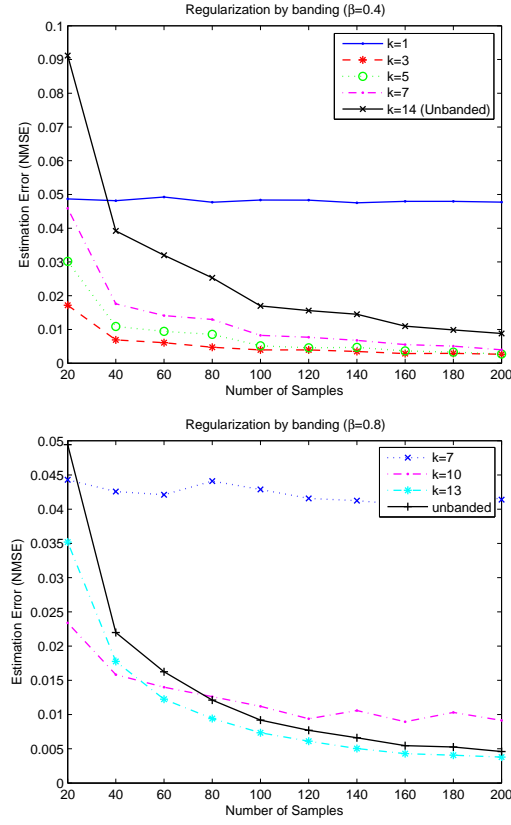 Regularization by banding (β=0.4)
0.1
0.09
0.08
0.07
0.06
0.05
0.04
0.03
0.02
0.01
0
Estimation Error (NMSE)
k=1
k=3
k=5
k=7
k=14 (Unbanded)
20 40 60 80 100 120 140 160 180 200
Number of Samples
Regularization by banding (β=0.8)
0.05
0.045
0.04
0.035
0.03
0.025
0.02
0.015
0.01
0.005
0
Estimation Error (NMSE)
k=7
k=10
k=13
unbanded
20 40 60 80 100 120 140 160 180 200
Number of Samples